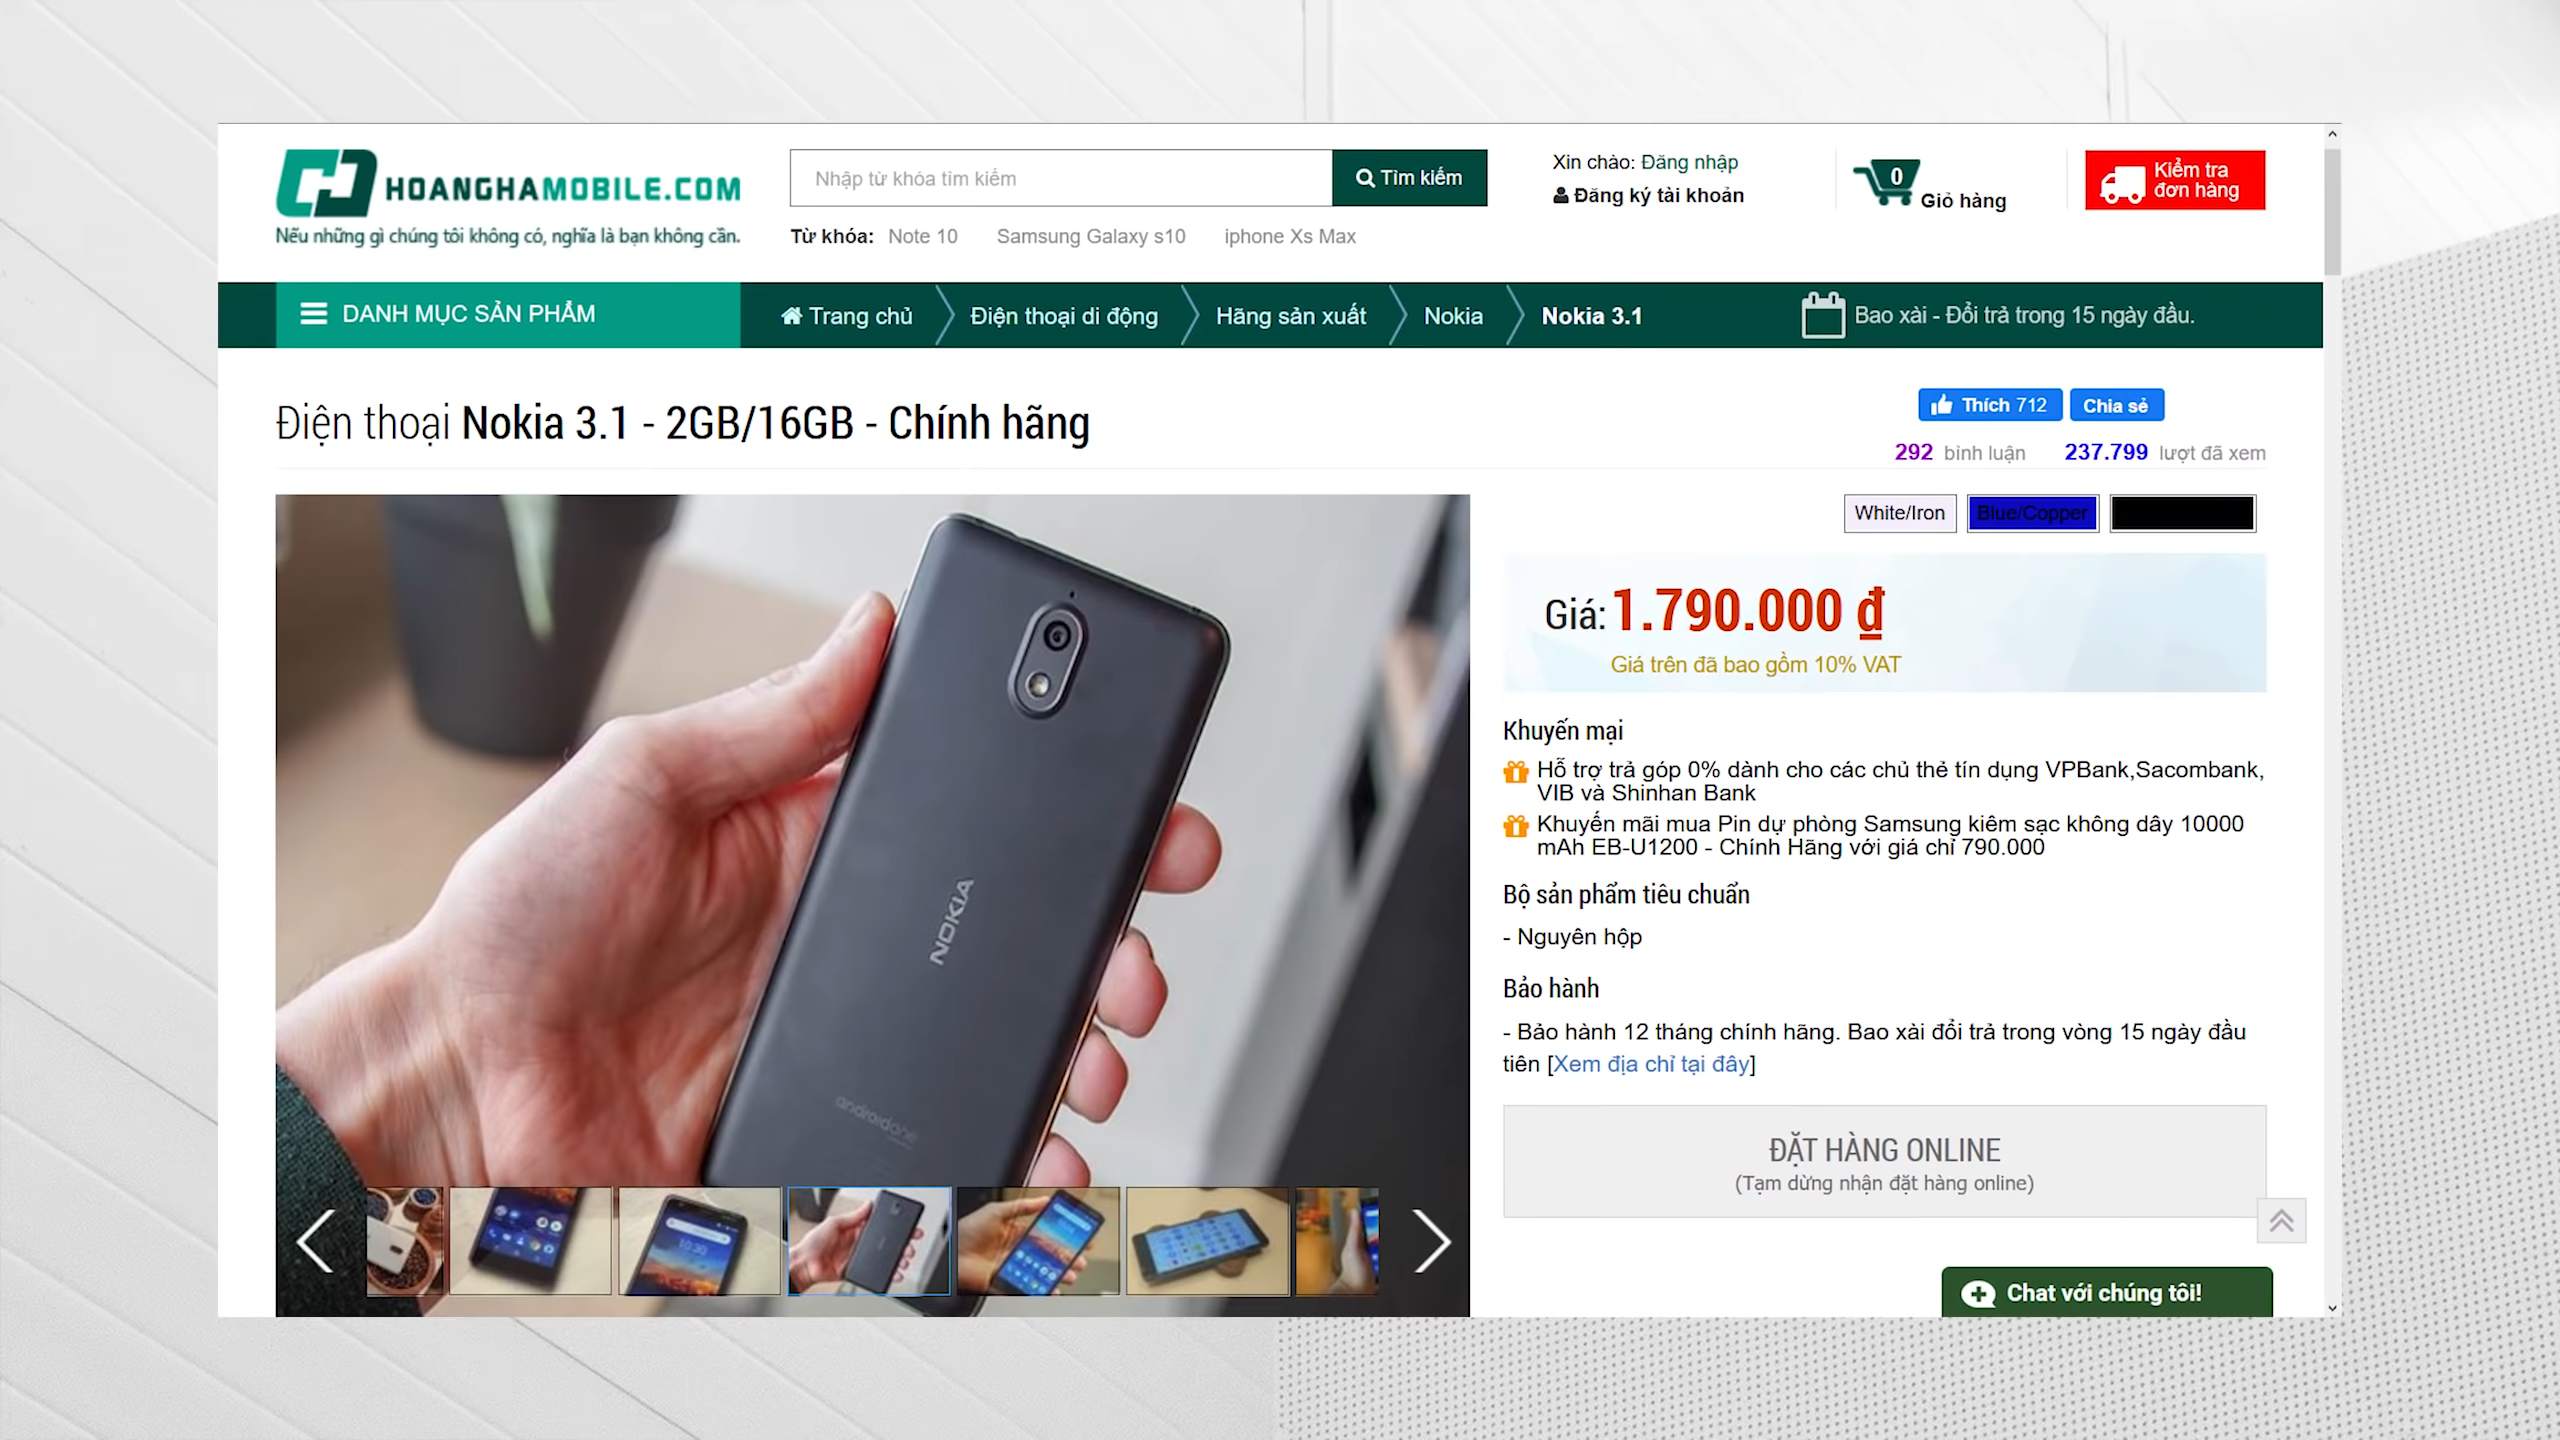 HOANGHAMOBILE.COM
Nếu những gì chúng tôi không có, nghĩa là bạn không cần.
Nhập từ khóa tìm kiếm
Tìm kiếm
Từ khóa: Note 10 Samsung Galaxy s10 iphone Xs Max
Xin chào: Đăng nhập
Đăng ký tài khoản
0 Giỏ hàng
Kiểm tra
đơn hàng
DANH MỤC SẢN PHẨM
Trang chủ Điện thoại di động Hãng sản xuất Nokia Nokia 3.1
Bao xài - Đổi trả trong 15 ngày đầu.
Điện thoại Nokia 3.1 - 2GB/16GB - Chính hãng
Thích 712 Chia sẻ
292 bình luận 237.799 lượt đã xem
White/Iron Blue/Copper
Giá: 1.790.000 ₫
Giá trên đã bao gồm 10% VAT
Khuyến mại
Hỗ trợ trả góp 0% dành cho các chủ thẻ tín dụng VPBank,Sacombank,
VIB và Shinhan Bank
Khuyến mãi mua Pin dự phòng Samsung kiêm sạc không dây 10000
mAh EB-U1200 - Chính Hãng với giá chỉ 790.000
Bộ sản phẩm tiêu chuẩn
- Nguyên hộp
Bảo hành
- Bảo hành 12 tháng chính hãng. Bao xài đổi trả trong vòng 15 ngày đầu
tiên [Xem địa chỉ tại đây]
ĐẶT HÀNG ONLINE
(Tạm dừng nhận đặt hàng online)
Chat với chúng tôi!
NOKIA
androidone
10:30